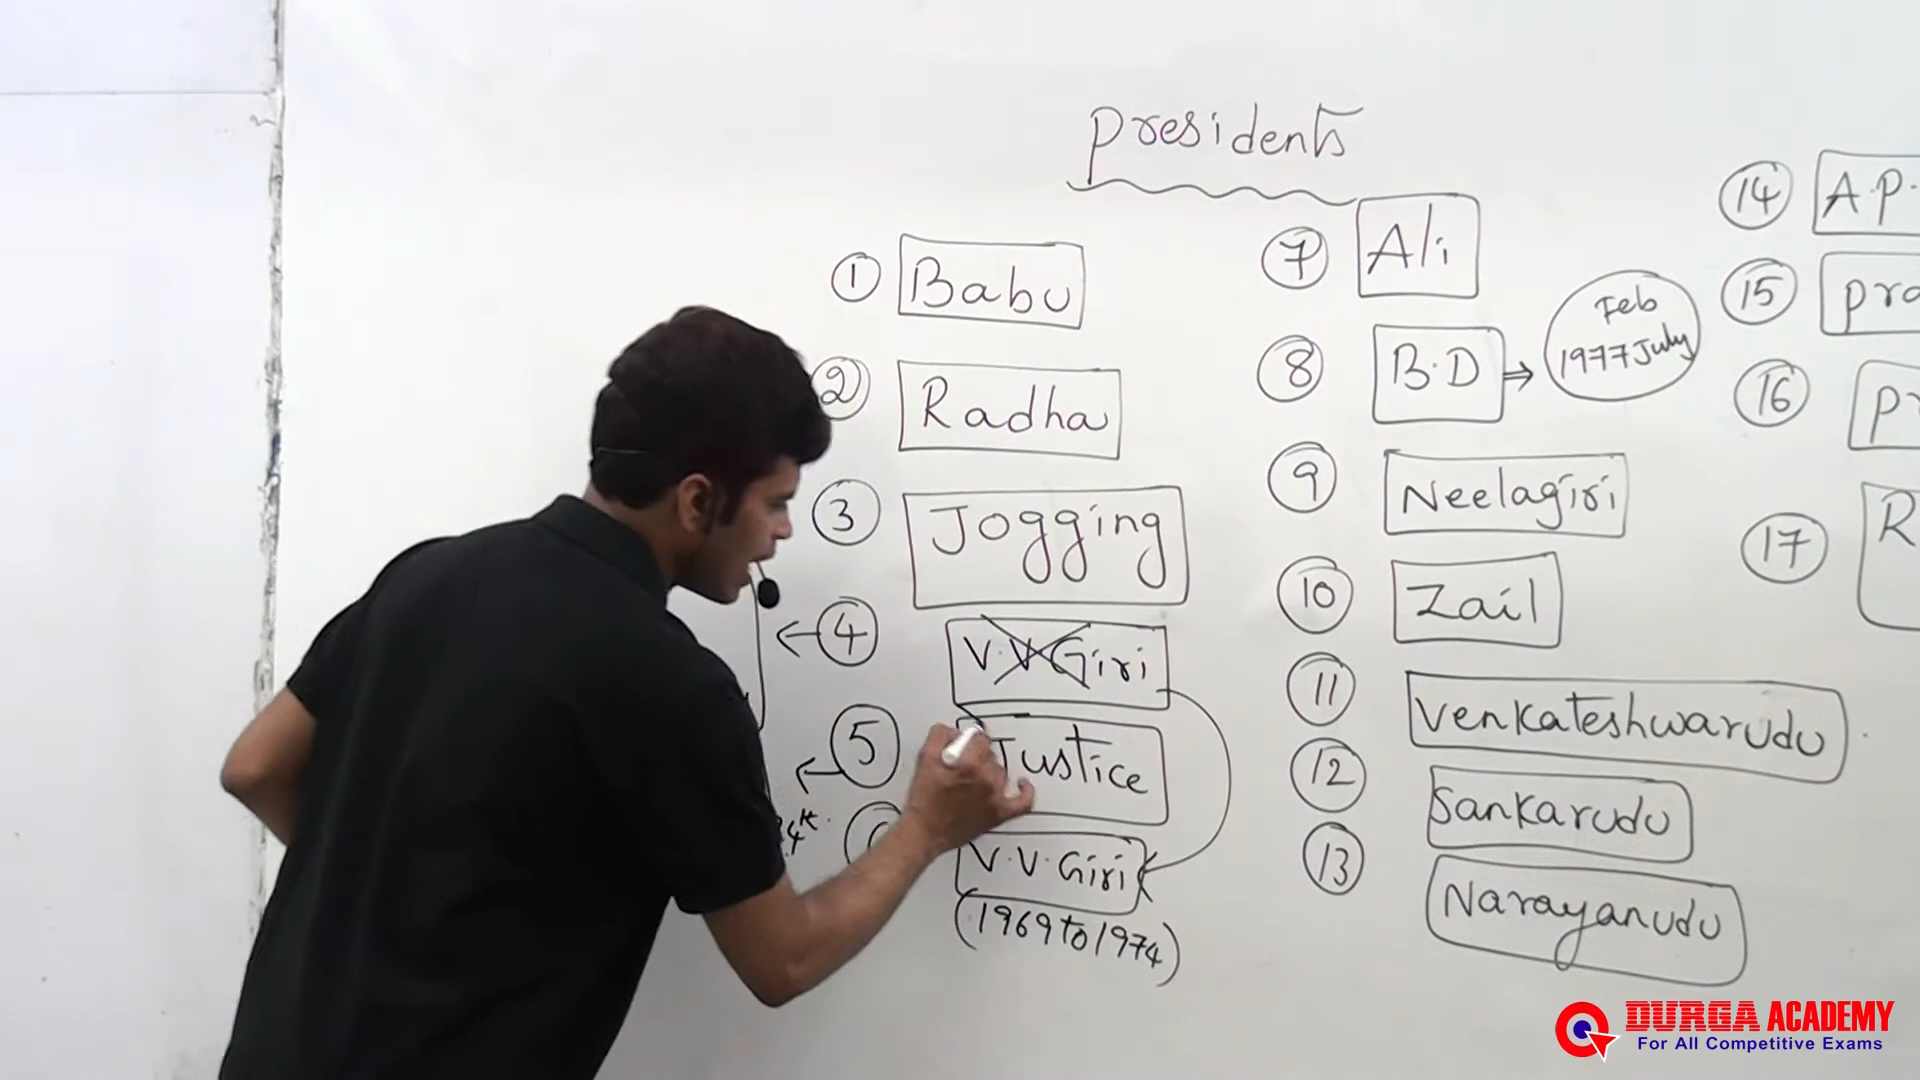 presidents
1 Babu
2 Radha
3 Jogging
4 V.V Giri
5 Justice
V.V.Giri
(1969 to 1974)
7 Ali
8 B.D ⇒ Feb
1977 July
9 Neelagiri
10 Zail
11 Venkateshwarudu
12 Sankarudu
13 Narayanudu
14 A.P.
15 pra
16 pr
17 R
DURGA ACADEMY
For All Competitive Exams